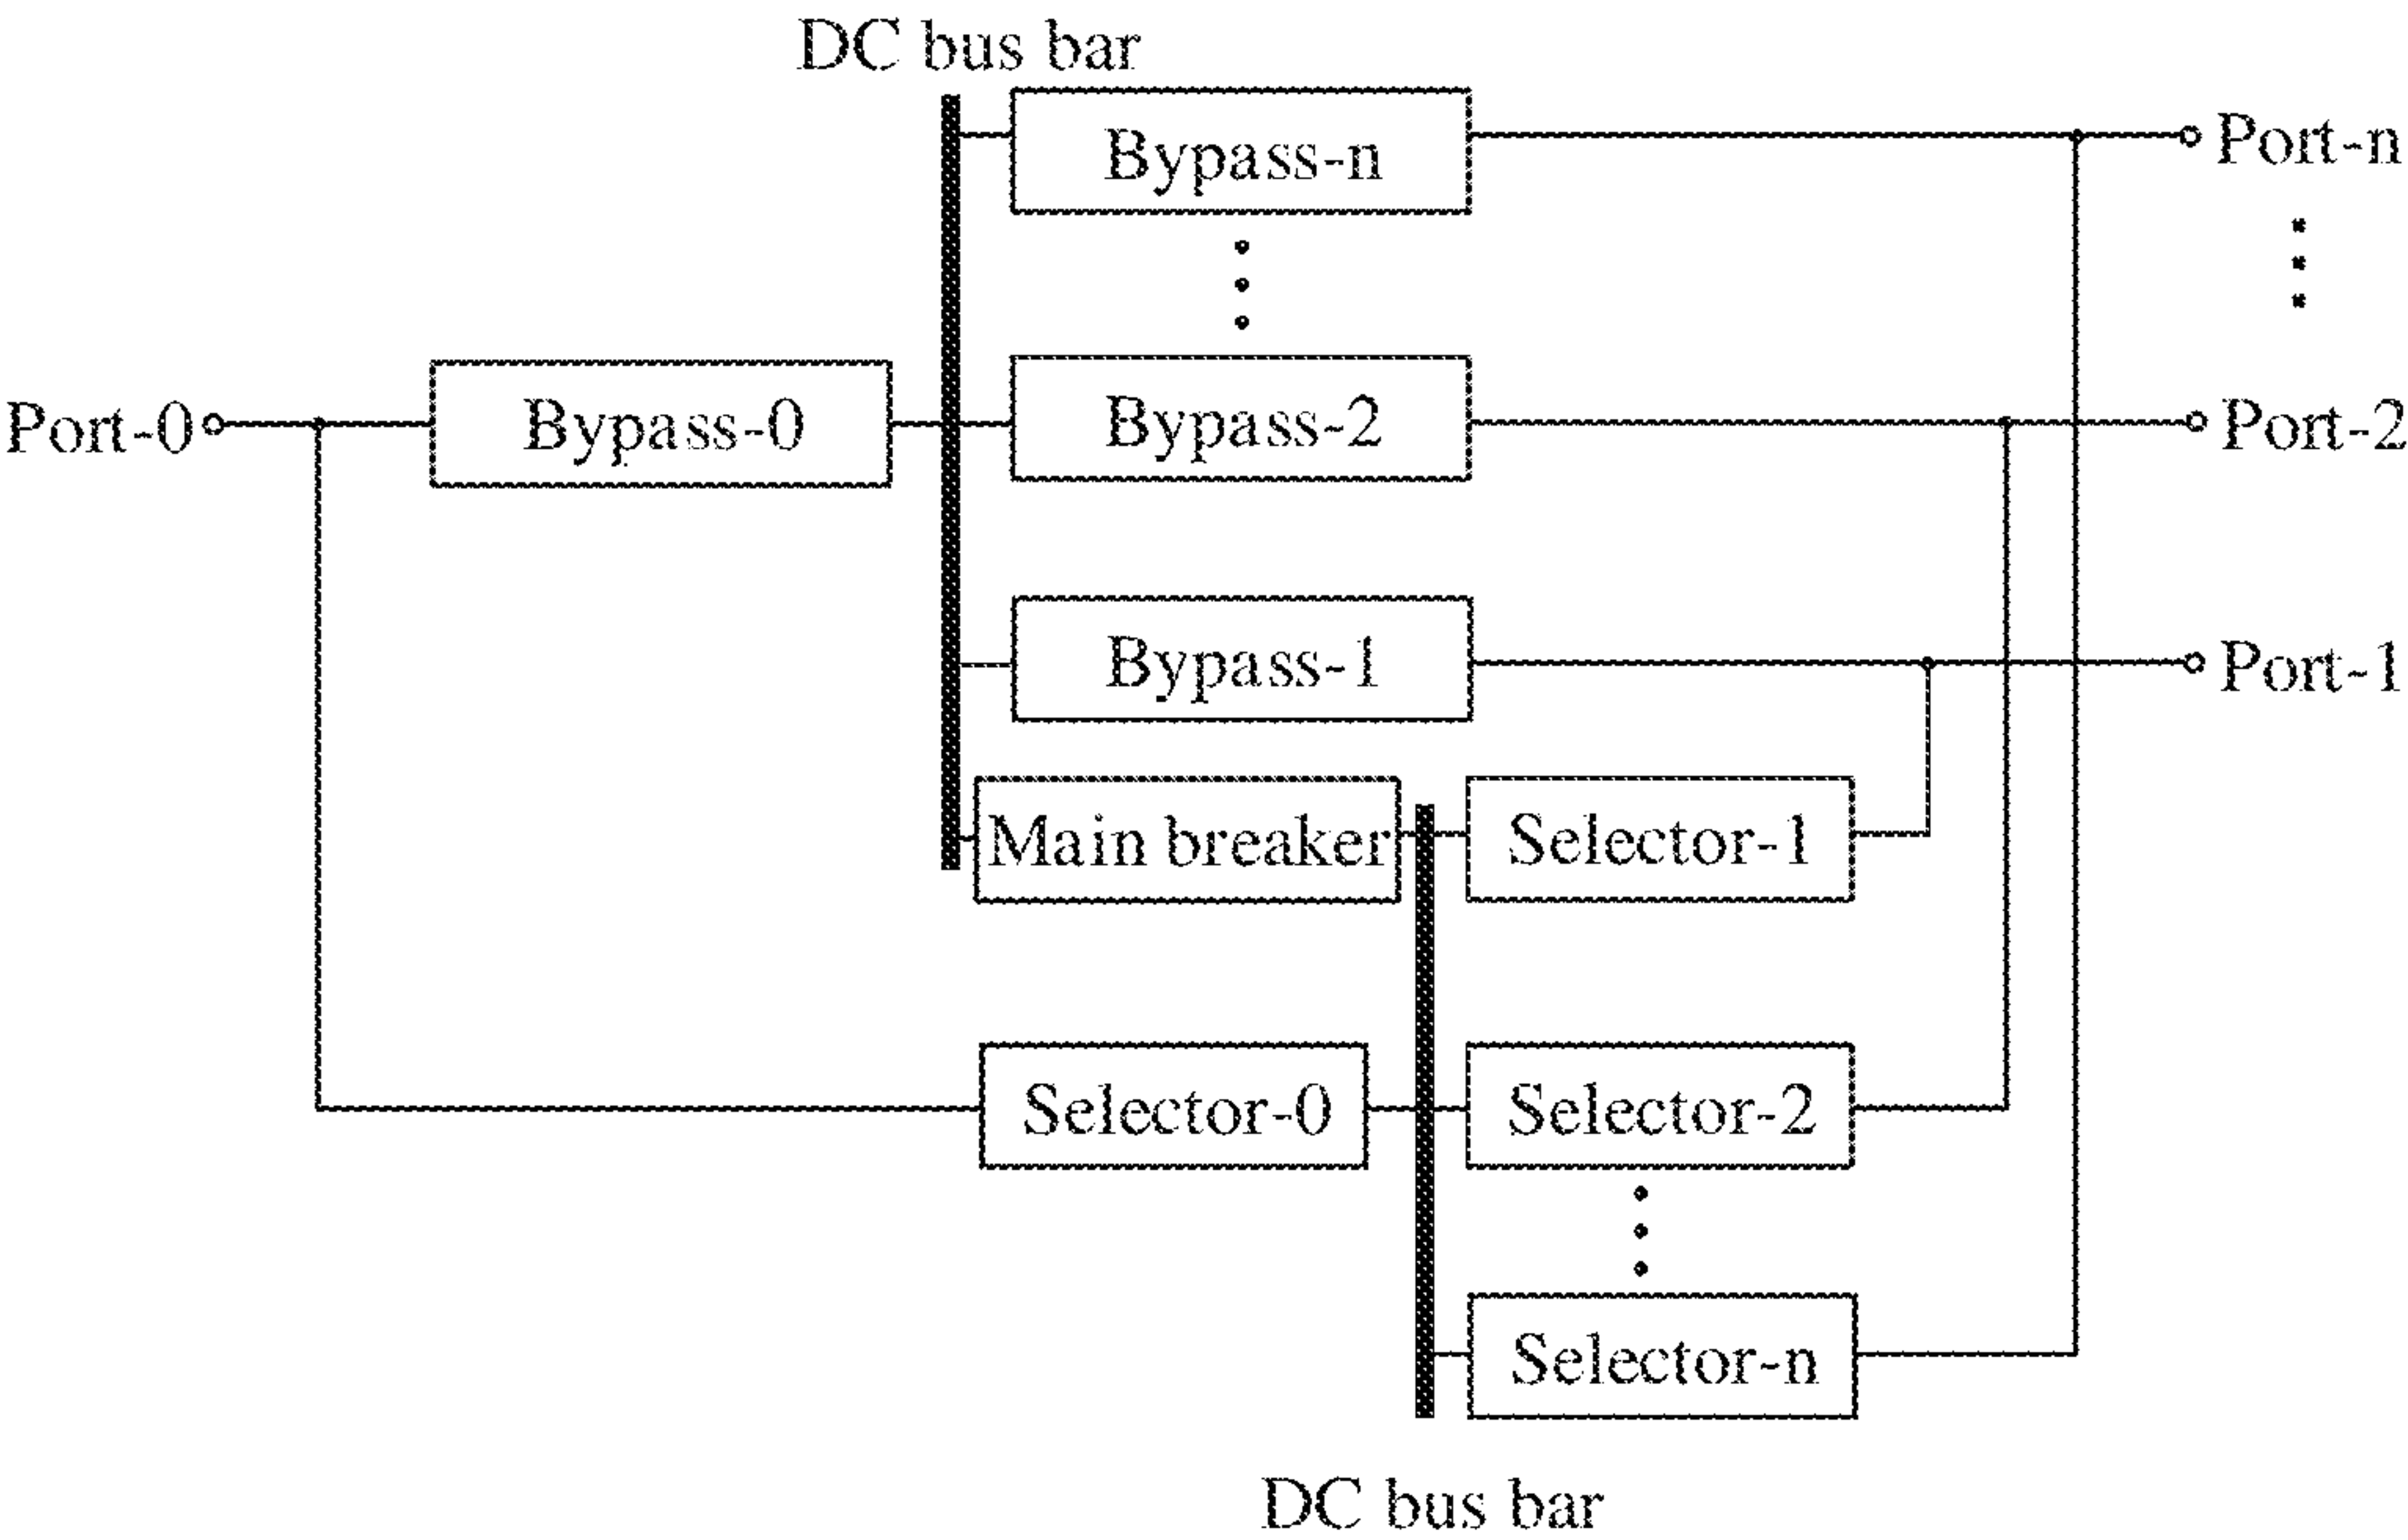 DC bus bar
Bypass-n
Port-n
Port-0
Bypass-0
Bypass-2
Port-2
Bypass-1
Port-1
Main breaker
Selector-1
Selector-0
Selector-2
Selector-n
DC bus bar